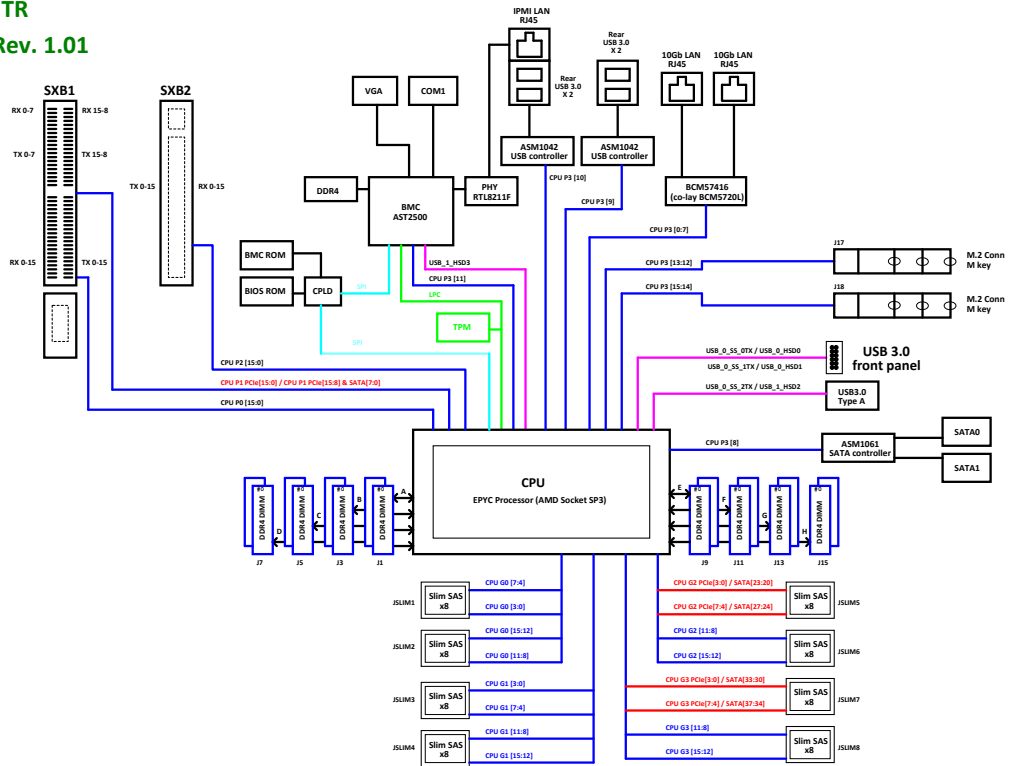 TR
Rev. 1.01
IPMI LAN
RJ45
Rear
USB 3.0
X 2
Rear
USB 3.0
X 2
10Gb LAN
RJ45
10Gb LAN
RJ45
SXB1
SXB2
RX 0-7
RX 15-8
TX 0-7
TX 15-8
RX 0-15
TX 0-15
TX 0-15
RX 0-15
VGA
COM1
ASM1042
USB controller
ASM1042
USB controller
CPU P3 [10]
CPU P3 [9]
DDR4
BMC
AST2500
PHY
RTL8211F
BCM57416
(co-lay BCM5720L)
CPU P3 [0:7]
BMC ROM
BIOS ROM
CPLD
SPI
SPI
USB_1_HSD3
CPU P3 [11]
LPC
TPM
J17
CPU P3 [13:12]
M.2 Conn
M key
J18
CPU P3 [15:14]
M.2 Conn
M key
USB_0_SS_0TX / USB_0_HSD0
USB_0_SS_1TX / USB_0_HSD1
USB 3.0
front panel
USB_0_SS_2TX / USB_1_HSD2
USB3.0
Type A
CPU P2 [15:0]
CPU P1 PCIe[15:0] / CPU P1 PCIe[15:8] & SATA[7:0]
CPU P0 [15:0]
CPU P3 [8]
ASM1061
SATA controller
SATA0
SATA1
CPU
EPYC Processor (AMD Socket SP3)
#0
DDR4 DIMM
D
J7
#0
DDR4 DIMM
C
J5
#0
DDR4 DIMM
B
J3
#0
DDR4 DIMM
A
J1
E
#0
DDR4 DIMM
J9
F
#0
DDR4 DIMM
J11
G
#0
DDR4 DIMM
J13
H
#0
DDR4 DIMM
J15
JSLIM1
Slim SAS
x8
CPU G0 [7:4]
CPU G0 [3:0]
JSLIM2
Slim SAS
x8
CPU G0 [15:12]
CPU G0 [11:8]
JSLIM3
Slim SAS
x8
CPU G1 [3:0]
CPU G1 [7:4]
JSLIM4
Slim SAS
x8
CPU G1 [11:8]
CPU G1 [15:12]
CPU G2 PCIe[3:0] / SATA[23:20]
CPU G2 PCIe[7:4] / SATA[27:24]
Slim SAS
x8
JSLIM5
CPU G2 [11:8]
CPU G2 [15:12]
Slim SAS
x8
JSLIM6
CPU G3 PCIe[3:0] / SATA[33:30]
CPU G3 PCIe[7:4] / SATA[37:34]
Slim SAS
x8
JSLIM7
CPU G3 [11:8]
CPU G3 [15:12]
Slim SAS
x8
JSLIM8